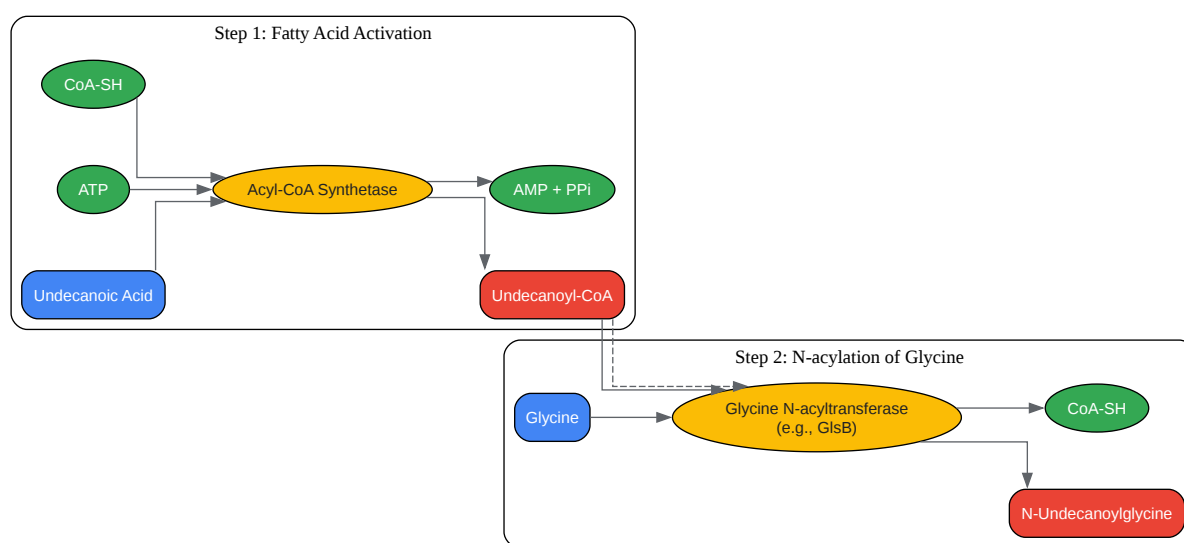 Step 1: Fatty Acid Activation
CoA-SH
ATP
Acyl-CoA Synthetase
AMP + PPi
Undecanoic Acid
Undecanoyl-CoA
Step 2: N-acylation of Glycine
Glycine
Glycine N-acyltransferase
(e.g., GlsB)
CoA-SH
N-Undecanoylglycine